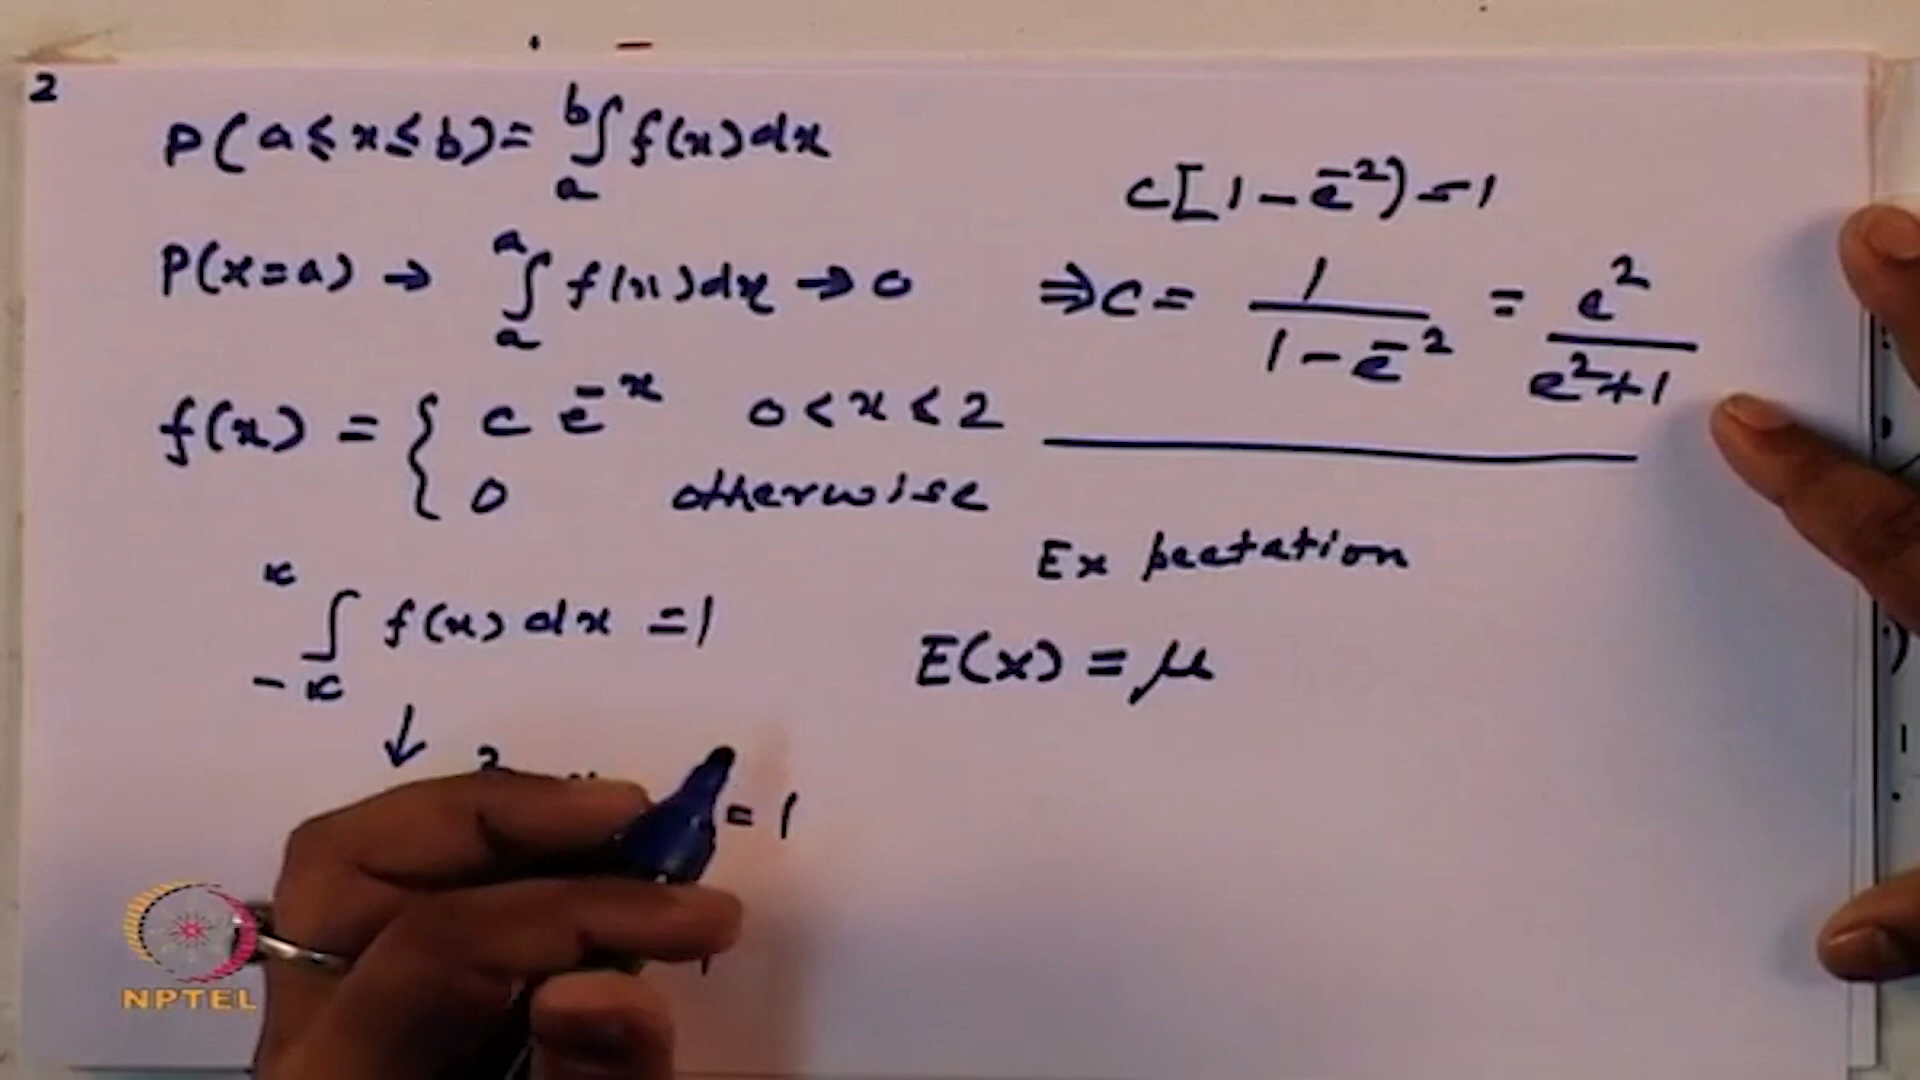 2
P(a≤x≤b)= ∫_a^b f(x)dx
P(x=a) → ∫_a^a f(x)dx → 0
f(x) = { c e^-x 0<x<2
0 otherwise
f(x)dx =1
↓
= 1
c[1-e^-2)=1
⇒c= 1/(1-e^-2) = e^2/(e^2+1)
Expectation
E(x)=μ
NPTEL